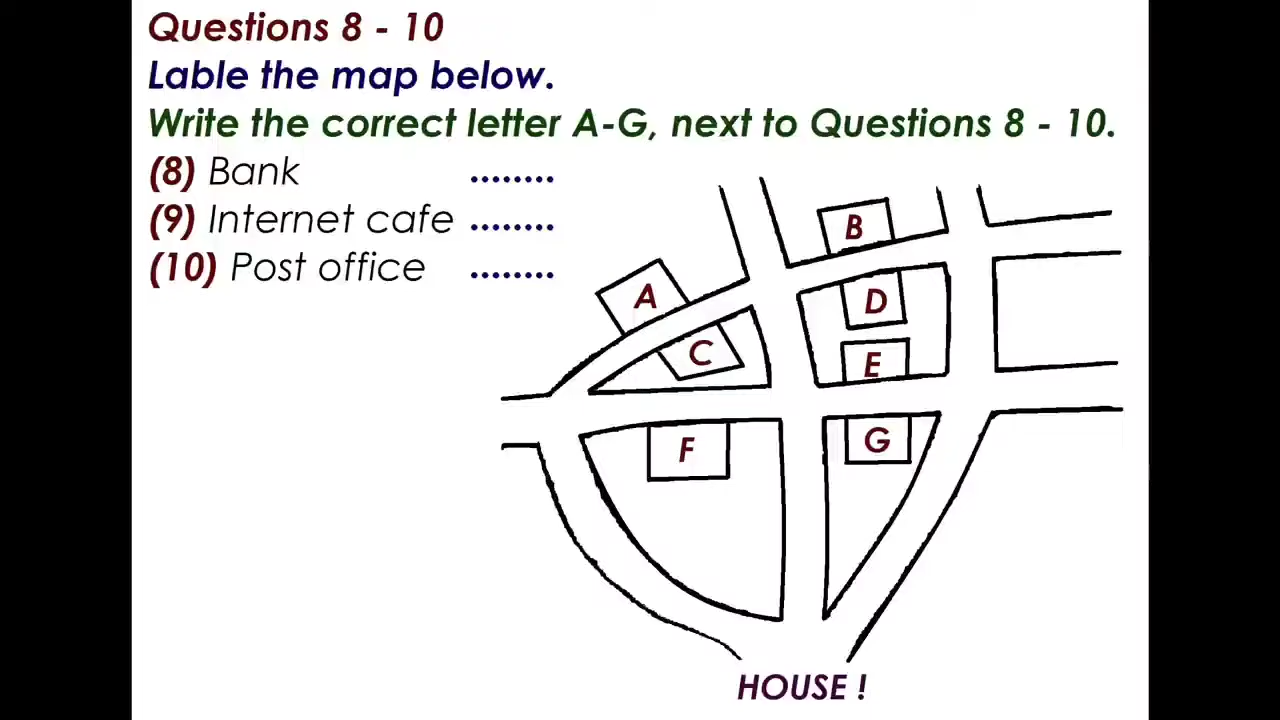 Questions 8 - 10
Lable the map below.
Write the correct letter A-G, next to Questions 8 - 10.
(8) Bank ........
(9) Internet cafe ........
(10) Post office ........
B
A
D
C
E
F
G
HOUSE !